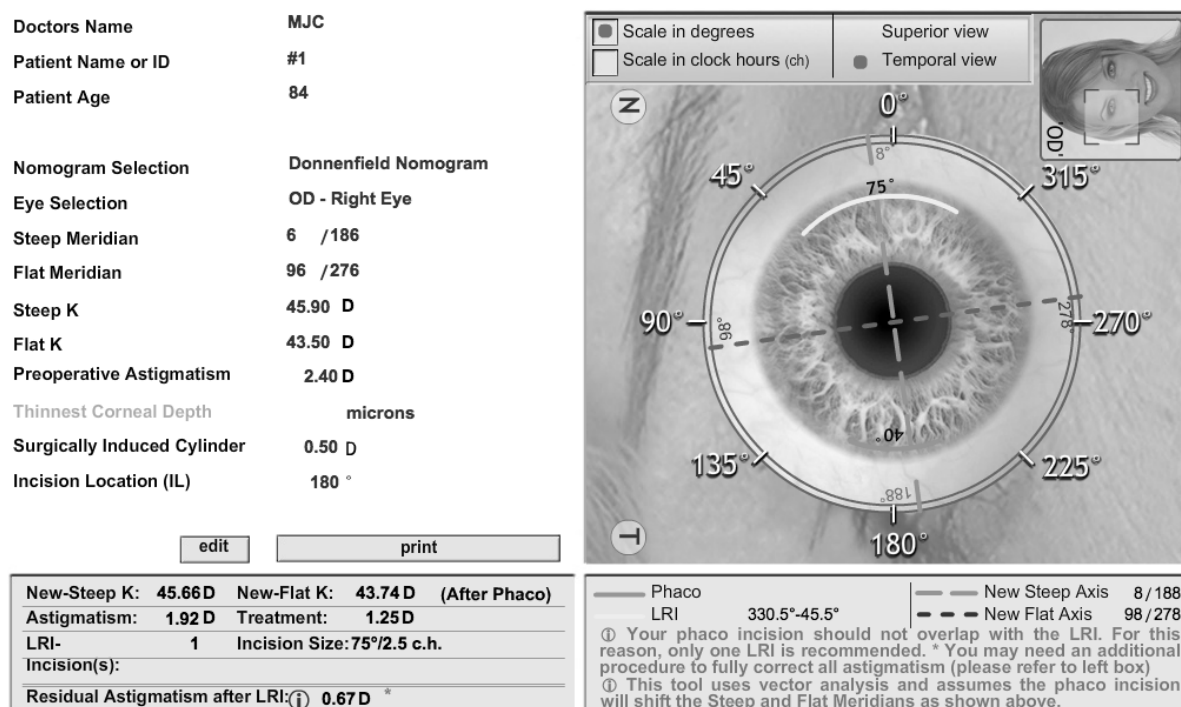 Doctors Name MJC
Patient Name or ID #1
Patient Age 84
Nomogram Selection Donnenfield Nomogram
Eye Selection OD - Right Eye
Steep Meridian 6 /186
Flat Meridian 96 /276
Steep K 45.90 D
Flat K 43.50 D
Preoperative Astigmatism 2.40 D
Thinnest Corneal Depth microns
Surgically Induced Cylinder 0.50 D
Incision Location (IL) 180 °
edit print
New-Steep K: 45.66 D New-Flat K: 43.74 D (After Phaco)
Astigmatism: 1.92 D Treatment: 1.25 D
LRI- 1 Incision Size: 75°/2.5 c.h.
Incision(s):
Residual Astigmatism after LRI: ⓘ 0.67 D *
Scale in degrees Superior view
Scale in clock hours (ch) Temporal view
'OD'
N
0°
8°
45° 315°
75°
90° 98° 278° 270°
40°
135° 225°
188°
T
180°
Phaco New Steep Axis 8/188
LRI 330.5°-45.5° New Flat Axis 98/278
ⓘ Your phaco incision should not overlap with the LRI. For this
reason, only one LRI is recommended. * You may need an additional
procedure to fully correct all astigmatism (please refer to left box)
ⓘ This tool uses vector analysis and assumes the phaco incision
will shift the Steep and Flat Meridians as shown above.